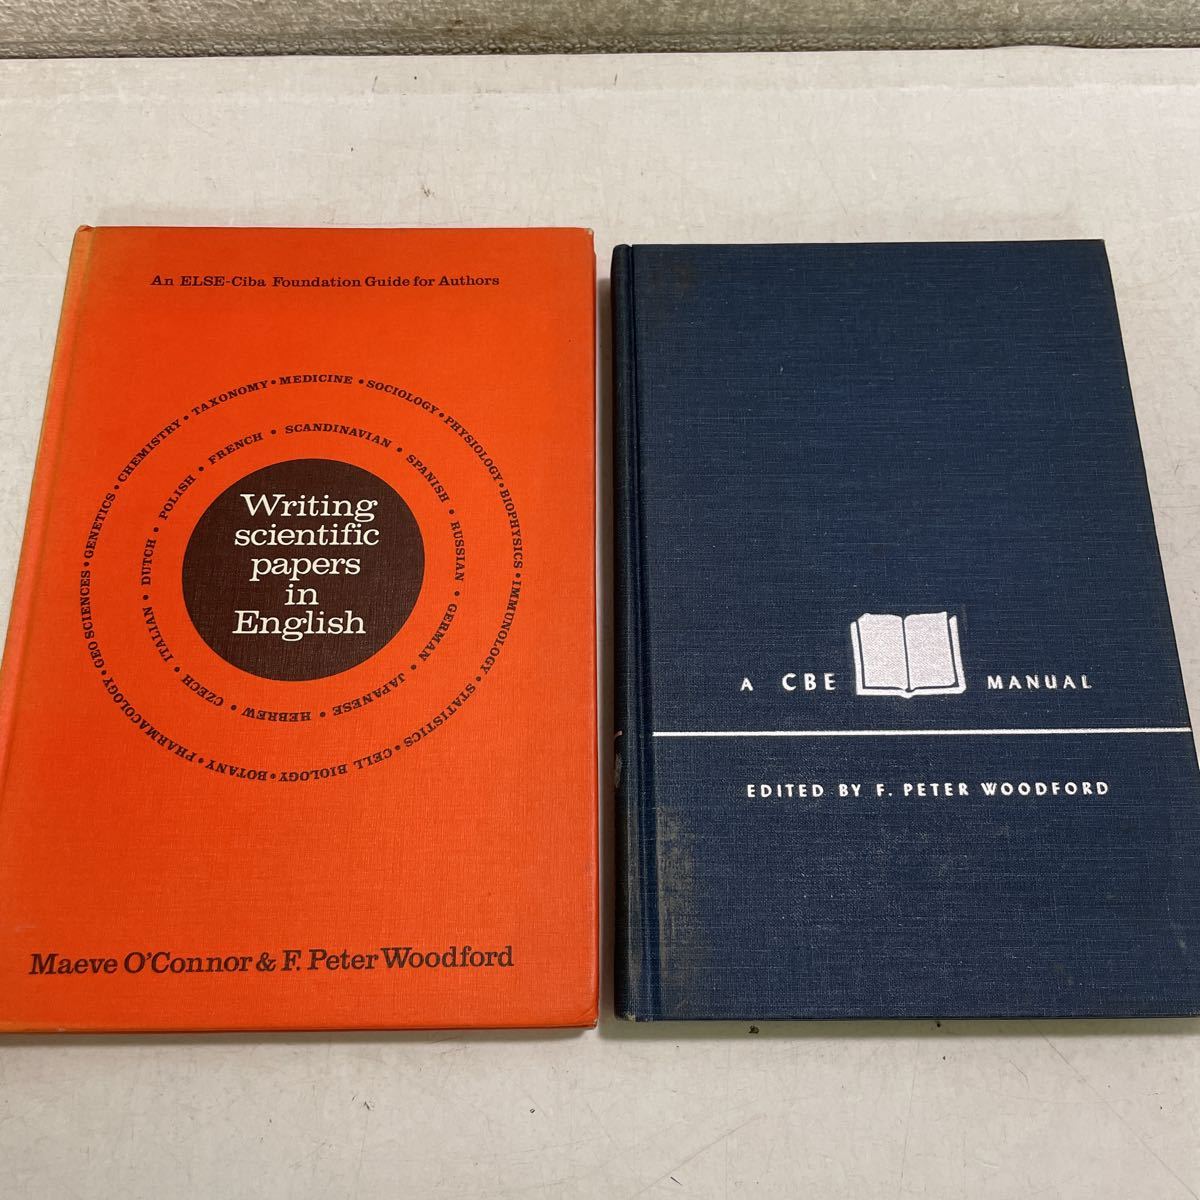 An ELSE-Ciba Foundation Guide for Authors
GENETICS • CHEMISTRY • TAXONOMY • MEDICINE • SOCIOLOGY • PHYSIOLOGY • BIOPHYSICS • IMMUNOLOGY • STATISTICS • CELL BIOLOGY • BOTANY • PHARMACOLOGY • GEOSCIENCES •
DUTCH • POLISH • FRENCH • SCANDINAVIAN • SPANISH • RUSSIAN • GERMAN • JAPANESE • HEBREW • CZECH • ITALIAN •
Writing
scientific
papers
in
English
Maeve O'Connor & F. Peter Woodford
A CBE MANUAL
EDITED BY F. PETER WOODFORD